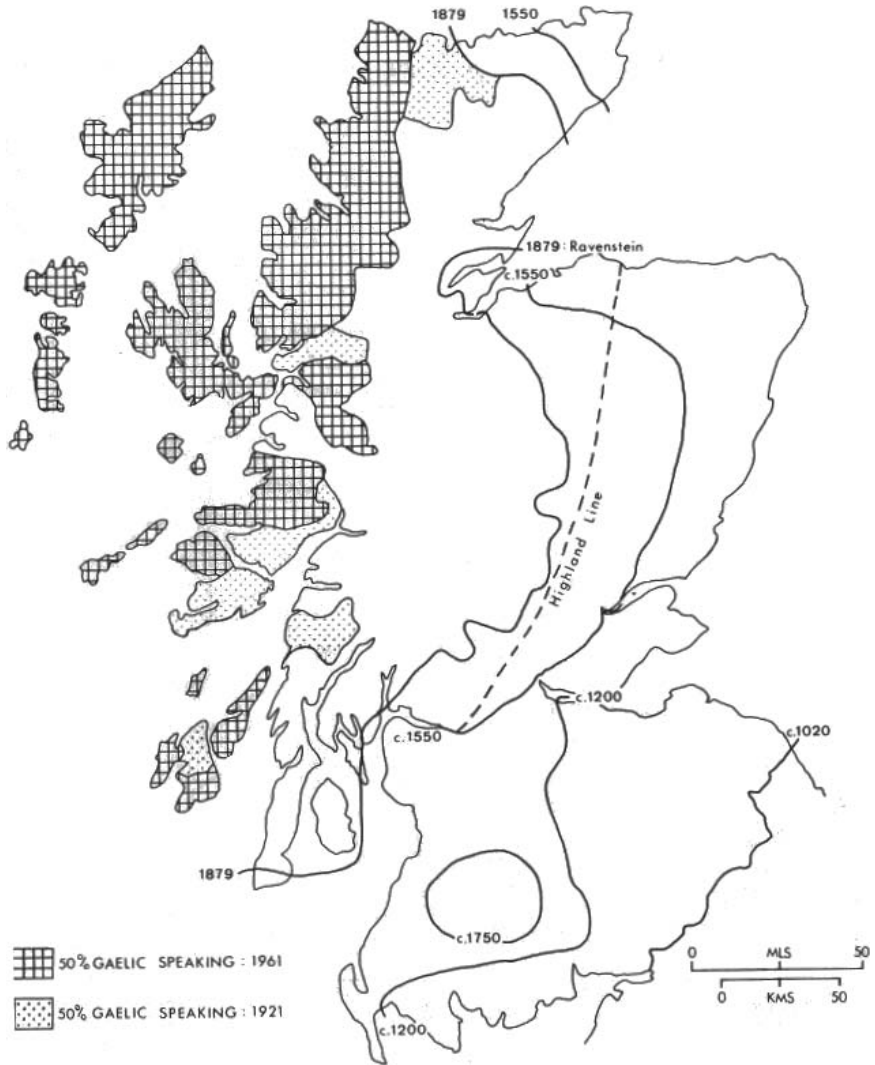 1879
1550
1879: Ravenstein
c.1550
Highland Line
c.1200
c.1550
c.1020
1879
c.1750
50% GAELIC SPEAKING : 1961
50% GAELIC SPEAKING : 1921
0 MLS 50
0 KMS 50
c.1200